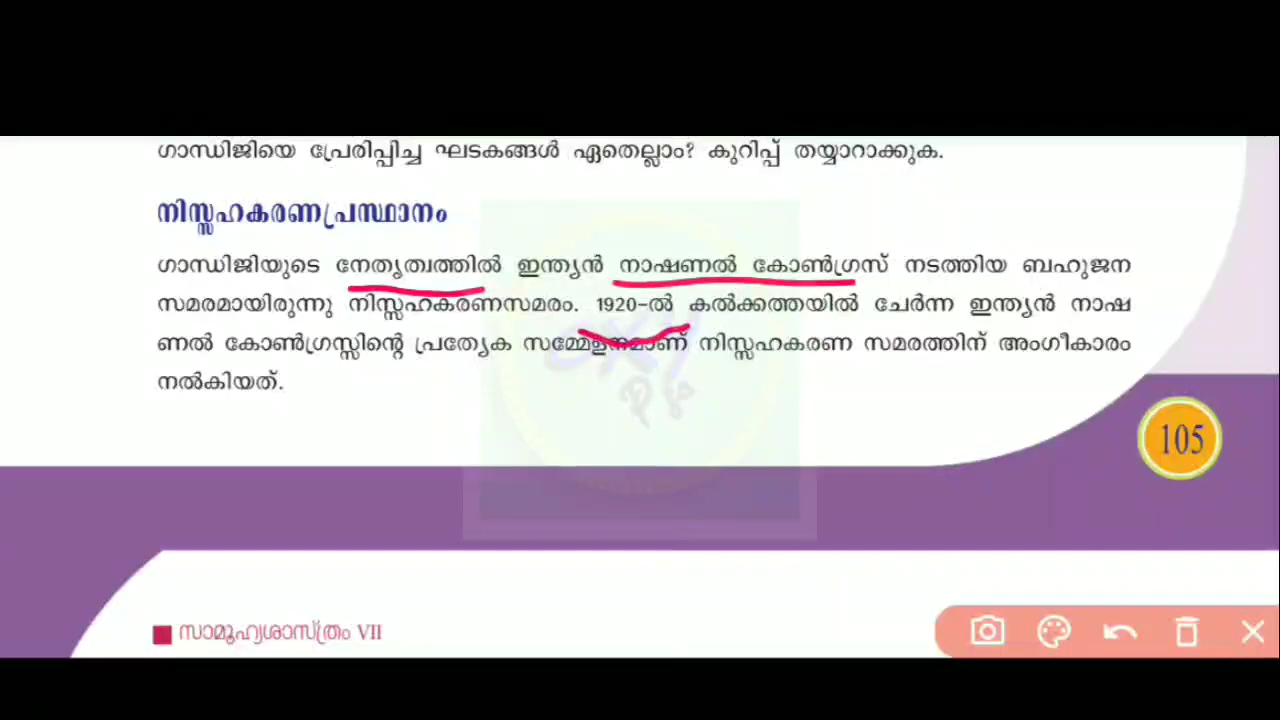 ഗാന്ധിജിയെ പ്രേരിപ്പിച്ച ഘടകങ്ങൾ ഏതെല്ലാം? കുറിപ്പ് തയ്യാറാക്കുക.
നിസ്സഹകരണപ്രസ്ഥാനം
ഗാന്ധിജിയുടെ നേതൃത്വത്തിൽ ഇന്ത്യൻ നാഷണൽ കോൺഗ്രസ് നടത്തിയ ബഹുജന
സമരമായിരുന്നു നിസ്സഹകരണസമരം. 1920-ൽ കൽക്കത്തയിൽ ചേർന്ന ഇന്ത്യൻ നാഷ
ണൽ കോൺഗ്രസ്സിന്റെ പ്രത്യേക സമ്മേളനമാണ് നിസ്സഹകരണ സമരത്തിന് അംഗീകാരം
നൽകിയത്.
105
സാമൂഹ്യശാസ്ത്രം VII